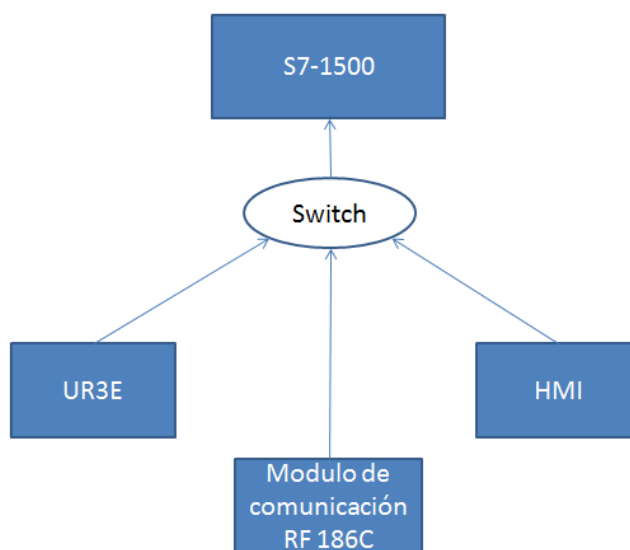 S7-1500
Switch
UR3E
HMI
Modulo de
comunicación
RF 186C